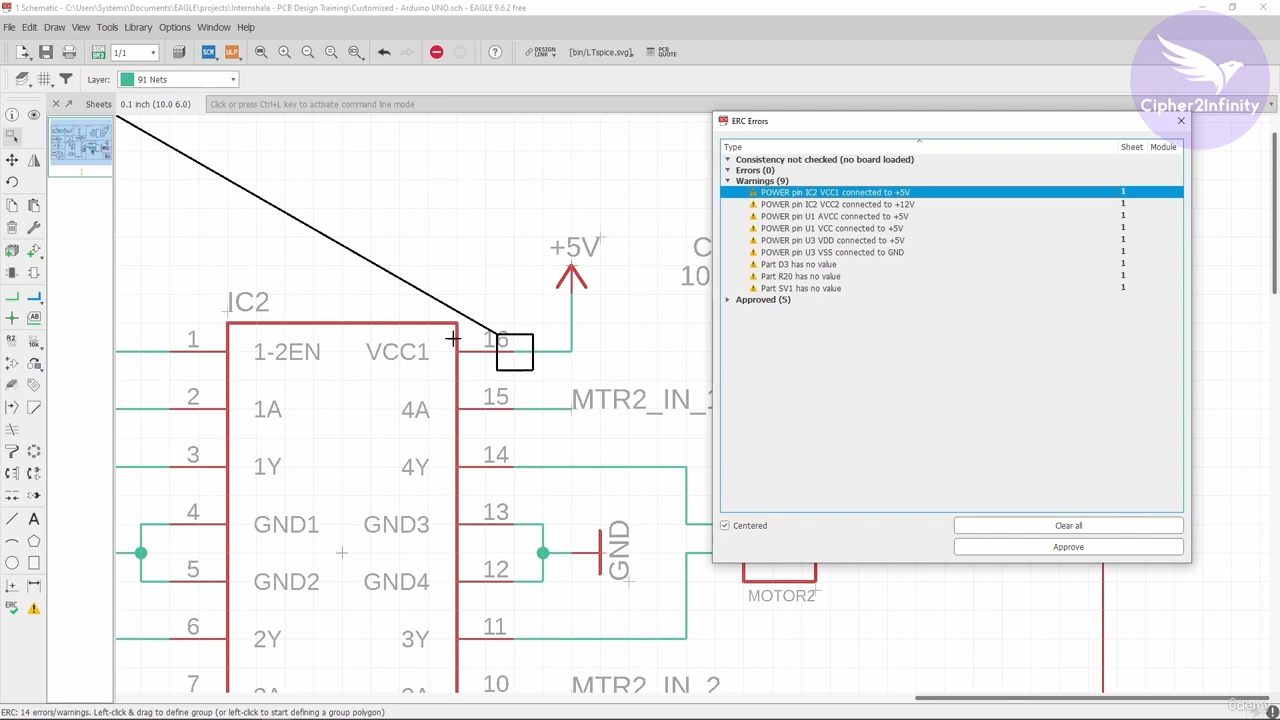 1 Schematic - C:\Users\Systems\Documents\EAGLE\projects\Internshala - PCB Design Training\Customised - Arduino UNO.sch - EAGLE 9.6.2 free
File Edit Draw View Tools Library Options Window Help
SCR ULP 1/1 DESIGN LINK [bin/LTspice.svg] PCB QUOTE
Layer: 91 Nets
Cipher2Infinity
Sheets 0.1 inch (10.0 6.0) Click or press Ctrl+L key to activate command line mode
1
ERC Errors
Type Sheet Module
Consistency not checked (no board loaded)
Errors (0)
Warnings (9)
POWER pin IC2 VCC1 connected to +5V 1
POWER pin IC2 VCC2 connected to +12V 1
POWER pin U1 AVCC connected to +5V 1
POWER pin U1 VCC connected to +5V 1
POWER pin U3 VDD connected to +5V 1
POWER pin U3 VSS connected to GND 1
Part D3 has no value 1
Part R20 has no value 1
Part SV1 has no value 1
Approved (5)
Centered
Clear all
Approve
+5V
C
10
IC2
1 1-2EN VCC1 16
2 1A 4A 15 MTR2_IN_1
3 1Y 4Y 14
4 GND1 GND3 13
GND
5 GND2 GND4 12
MOTOR2
6 2Y 3Y 11
7 10 MTR2_IN_2
R2
10k
ERC
ERC: 14 errors/warnings. Left-click & drag to define group (or left-click to start defining a group polygon)
ûdemy